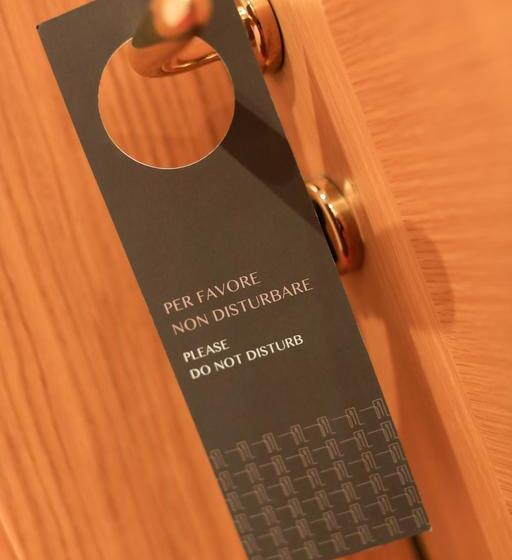 PER FAVORE
NON DISTURBARE
PLEASE
DO NOT DISTURB